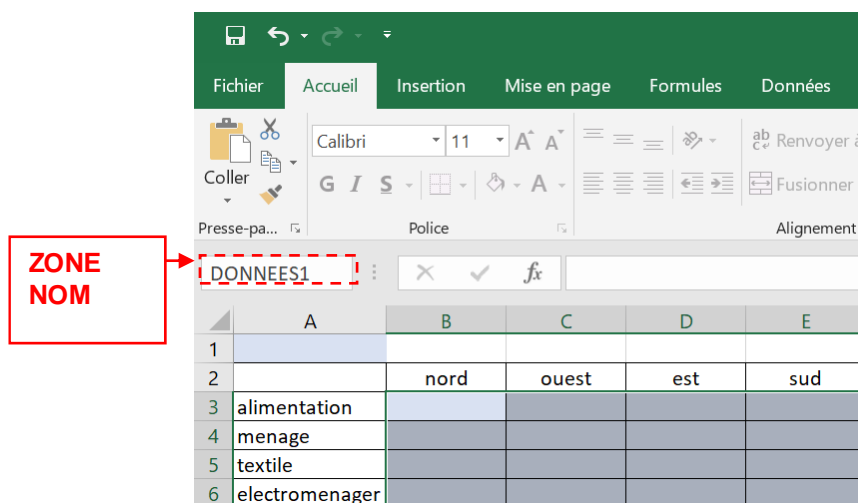 Fichier Accueil Insertion Mise en page Formules Données
Calibri 11 A A ab Renvoyer à
Coller G I S A Fusionner
Presse-pa... Police Alignement
ZONE
NOM
DONNEES1 fx
A B C D E
1
2 nord ouest est sud
3 alimentation
4 menage
5 textile
6 electromenager